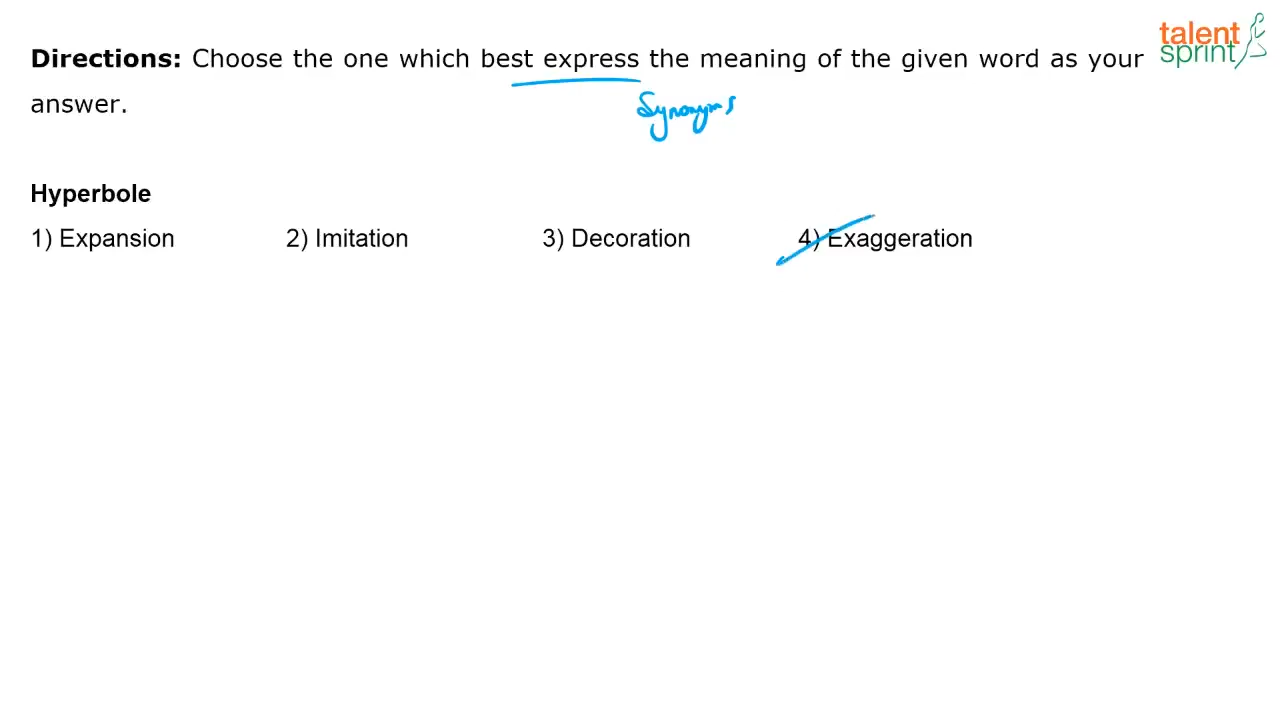 talent
sprint
Directions: Choose the one which best express the meaning of the given word as your
answer.
Synonyms
Hyperbole
1) Expansion 2) Imitation 3) Decoration 4) Exaggeration